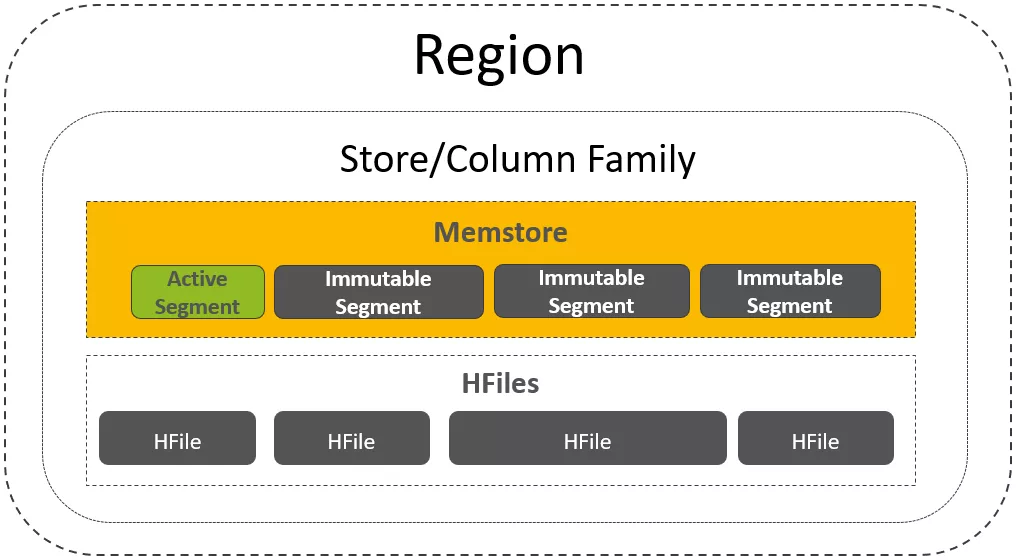 Region
Store/Column Family
Memstore
Active
Segment
Immutable
Segment
Immutable
Segment
Immutable
Segment
HFiles
HFile
HFile
HFile
HFile